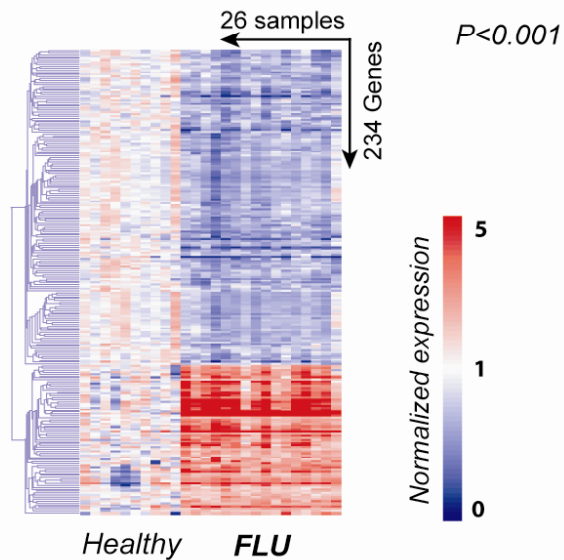 26 samples
P<0.001
234 Genes
Normalized expression
5
1
0
Healthy
FLU